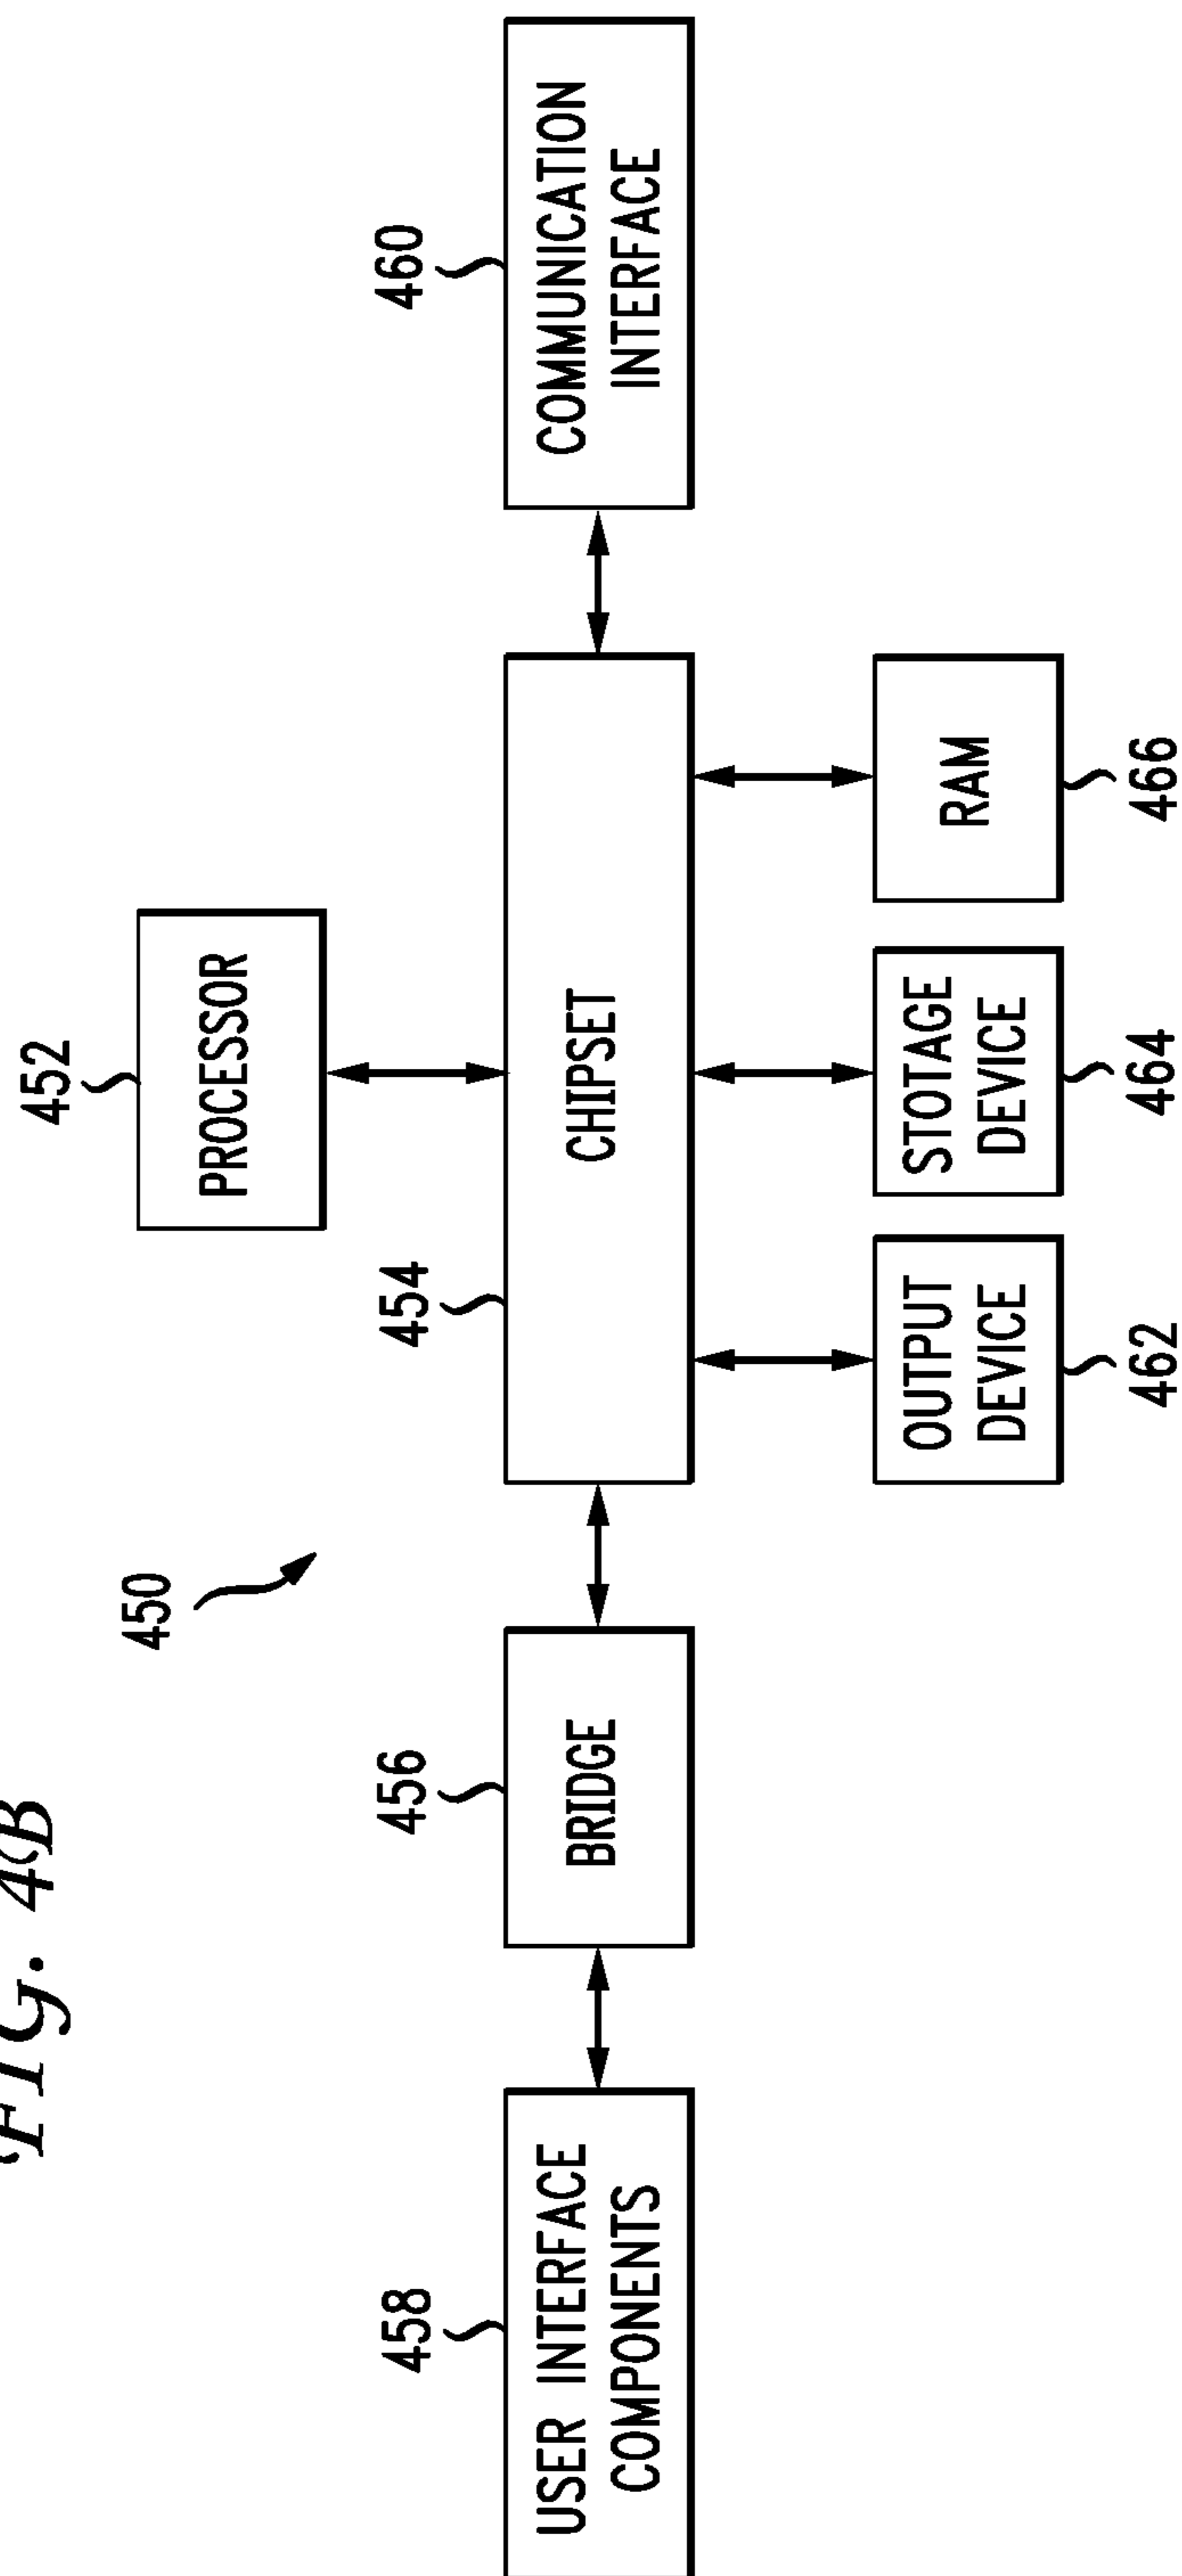 FIG. 4B
450
452
PROCESSOR
458
USER INTERFACE
COMPONENTS
456
BRIDGE
454
CHIPSET
460
COMMUNICATION
INTERFACE
OUTPUT
DEVICE
462
STOTAGE
DEVICE
464
RAM
466